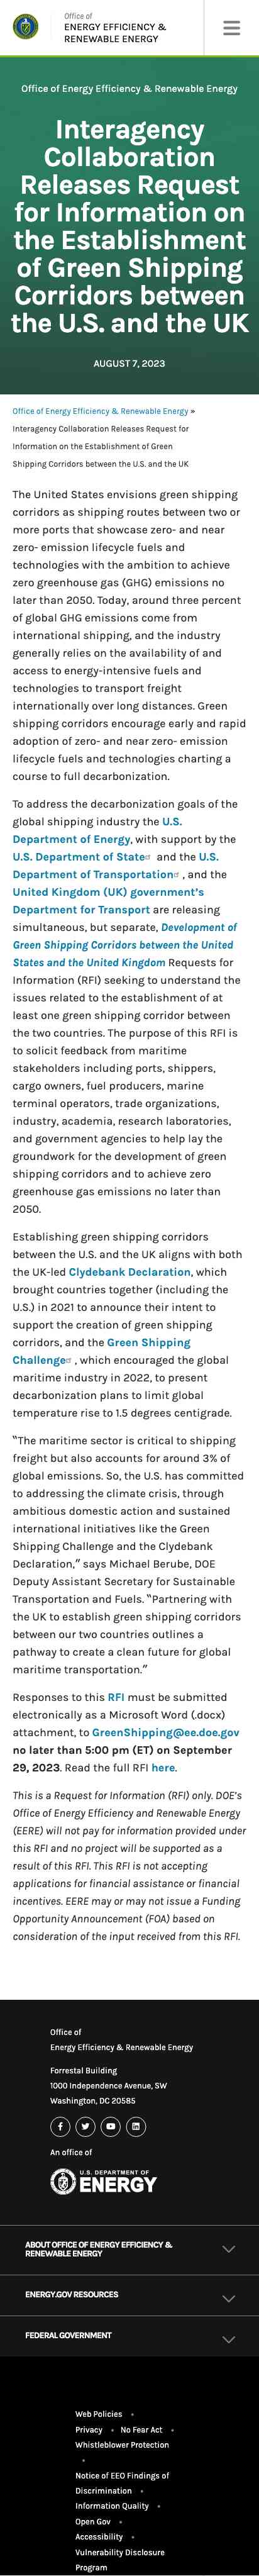 Office of
ENERGY EFFICIENCY &
RENEWABLE ENERGY
Office of Energy Efficiency & Renewable Energy
Interagency
Collaboration
Releases Request
for Information on
the Establishment
of Green Shipping
Corridors between
the U.S. and the UK
AUGUST 7, 2023
Office of Energy Efficiency & Renewable Energy »
Interagency Collaboration Releases Request for
Information on the Establishment of Green
Shipping Corridors between the U.S. and the UK
The United States envisions green shipping
corridors as shipping routes between two or
more ports that showcase zero- and near
zero- emission lifecycle fuels and
technologies with the ambition to achieve
zero greenhouse gas (GHG) emissions no
later than 2050. Today, around three percent
of global GHG emissions come from
international shipping, and the industry
generally relies on the availability of and
access to energy-intensive fuels and
technologies to transport freight
internationally over long distances. Green
shipping corridors encourage early and rapid
adoption of zero- and near zero- emission
lifecycle fuels and technologies charting a
course to full decarbonization.
To address the decarbonization goals of the
global shipping industry the U.S.
Department of Energy, with support by the
U.S. Department of State and the U.S.
Department of Transportation, and the
United Kingdom (UK) government's
Department for Transport are releasing
simultaneous, but separate, Development of
Green Shipping Corridors between the United
States and the United Kingdom Requests for
Information (RFI) seeking to understand the
issues related to the establishment of at
least one green shipping corridor between
the two countries. The purpose of this RFI is
to solicit feedback from maritime
stakeholders including ports, shippers,
cargo owners, fuel producers, marine
terminal operators, trade organizations,
industry, academia, research laboratories,
and government agencies to help lay the
groundwork for the development of green
shipping corridors and to achieve zero
greenhouse gas emissions no later than
2050.
Establishing green shipping corridors
between the U.S. and the UK aligns with both
the UK-led Clydebank Declaration, which
brought countries together (including the
U.S.) in 2021 to announce their intent to
support the creation of green shipping
corridors, and the Green Shipping
Challenge, which encouraged the global
maritime industry in 2022, to present
decarbonization plans to limit global
temperature rise to 1.5 degrees centigrade.
“The maritime sector is critical to shipping
freight but also accounts for around 3% of
global emissions. So, the U.S. has committed
to addressing the climate crisis, through
ambitious domestic action and sustained
international initiatives like the Green
Shipping Challenge and the Clydebank
Declaration,” says Michael Berube, DOE
Deputy Assistant Secretary for Sustainable
Transportation and Fuels. “Partnering with
the UK to establish green shipping corridors
between our two countries outlines a
pathway to create a clean future for global
maritime transportation.”
Responses to this RFI must be submitted
electronically as a Microsoft Word (.docx)
attachment, to GreenShipping@ee.doe.gov
no later than 5:00 pm (ET) on September
29, 2023. Read the full RFI here.
This is a Request for Information (RFI) only. DOE's
Office of Energy Efficiency and Renewable Energy
(EERE) will not pay for information provided under
this RFI and no project will be supported as a
result of this RFI. This RFI is not accepting
applications for financial assistance or financial
incentives. EERE may or may not issue a Funding
Opportunity Announcement (FOA) based on
consideration of the input received from this RFI.
Office of
Energy Efficiency & Renewable Energy
Forrestal Building
1000 Independence Avenue, SW
Washington, DC 20585
An office of
U.S. DEPARTMENT OF
ENERGY
ABOUT OFFICE OF ENERGY EFFICIENCY &
RENEWABLE ENERGY
ENERGY.GOV RESOURCES
FEDERAL GOVERNMENT
Web Policies •
Privacy • No Fear Act •
Whistleblower Protection
•
Notice of EEO Findings of
Discrimination •
Information Quality •
Open Gov •
Accessibility •
Vulnerability Disclosure
Program